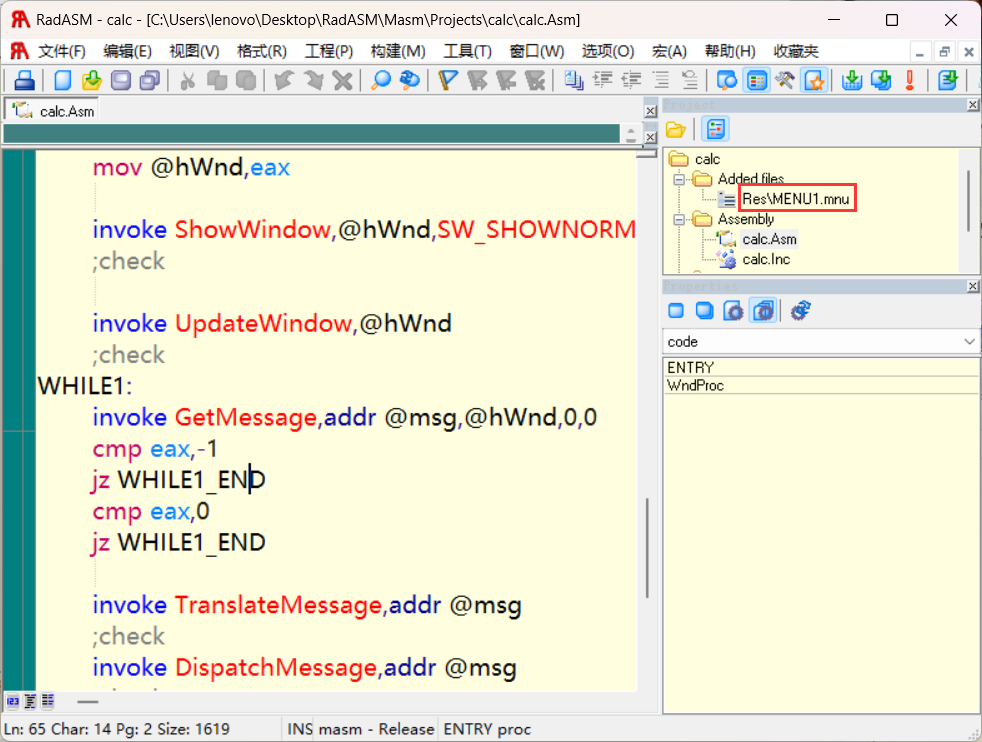 RadASM - calc - [C:\Users\lenovo\Desktop\RadASM\Masm\Projects\calc\calc.Asm]
文件(F) 编辑(E) 视图(V) 格式(R) 工程(P) 构建(M) 工具(T) 窗口(W) 选项(O) 宏(A) 帮助(H) 收藏夹
calc.Asm
mov @hWnd,eax
invoke ShowWindow,@hWnd,SW_SHOWNORM
;check
invoke UpdateWindow,@hWnd
;check
WHILE1:
invoke GetMessage,addr @msg,@hWnd,0,0
cmp eax,-1
jz WHILE1_END
cmp eax,0
jz WHILE1_END
invoke TranslateMessage,addr @msg
;check
invoke DispatchMessage,addr @msg
Project
calc
Added files
Res\MENU1.mnu
Assembly
calc.Asm
calc.Inc
Properties
code
ENTRY
WndProc
Ln: 65 Char: 14 Pg: 2 Size: 1619 INS masm - Release ENTRY proc